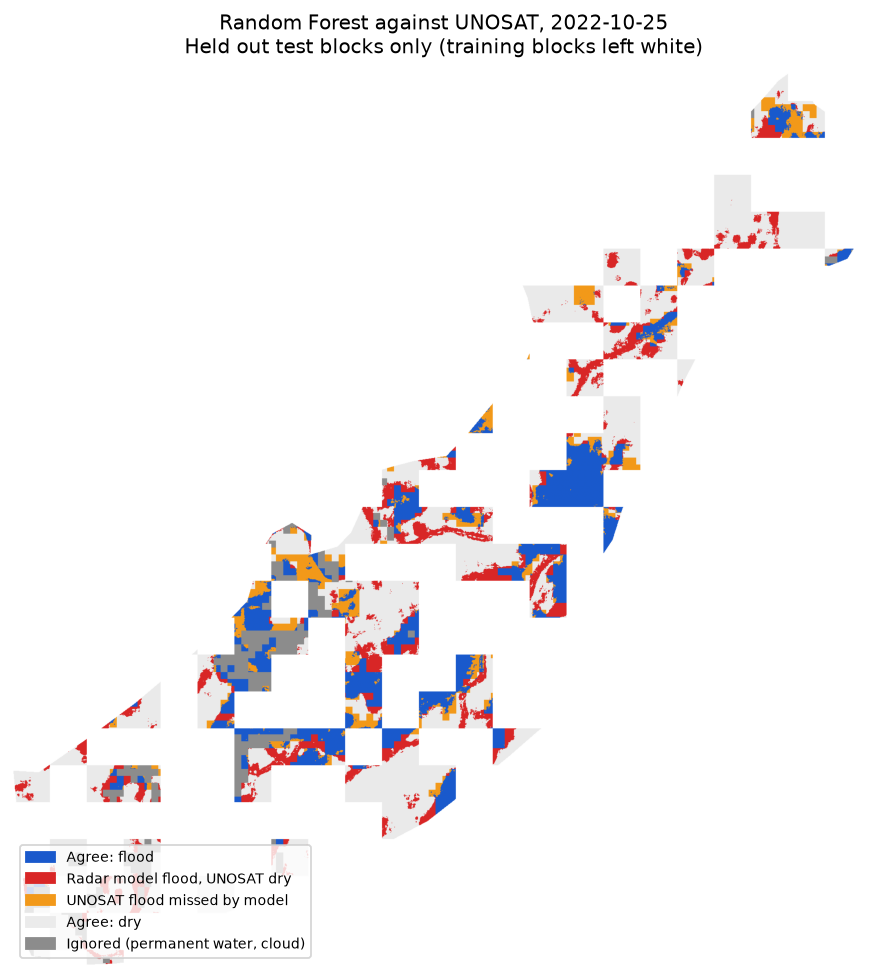 Random Forest against UNOSAT, 2022-10-25
Held out test blocks only (training blocks left white)
Agree: flood
Radar model flood, UNOSAT dry
UNOSAT flood missed by model
Agree: dry
Ignored (permanent water, cloud)